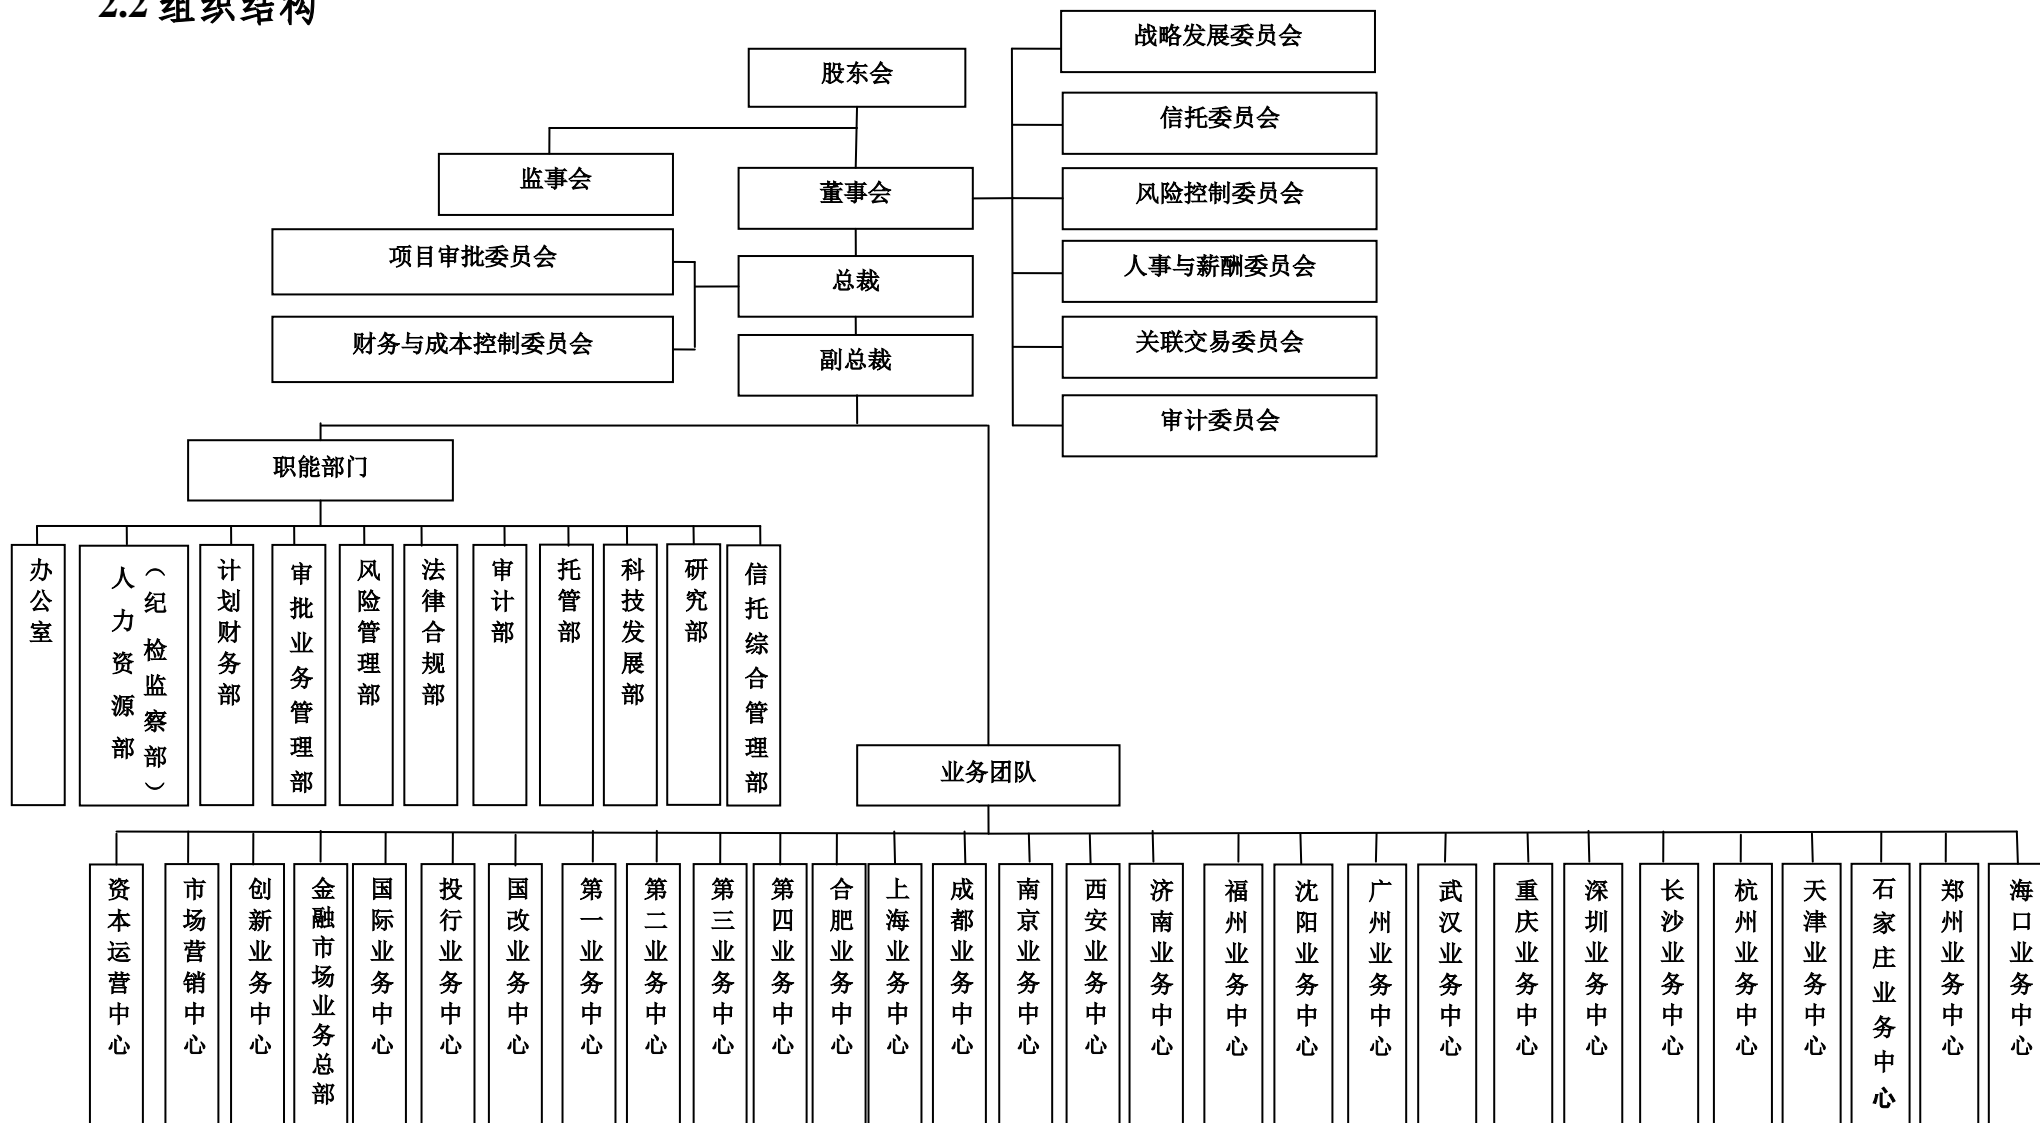 2.2 组织结构
战略发展委员会
股东会
信托委员会
监事会
董事会
风险控制委员会
项目审批委员会
总裁
人事与薪酬委员会
财务与成本控制委员会
副总裁
关联交易委员会
审计委员会
职能部门
办公室
人力资源部
（纪检监察部）
计划财务部
审批业务管理部
风险管理部
法律合规部
审计部
托管部
科技发展部
研究部
信托综合管理部
业务团队
资本运营中心
市场营销中心
创新业务中心
金融市场业务总部
国际业务中心
投行业务中心
国改业务中心
第一业务中心
第二业务中心
第三业务中心
第四业务中心
合肥业务中心
上海业务中心
成都业务中心
南京业务中心
西安业务中心
济南业务中心
福州业务中心
沈阳业务中心
广州业务中心
武汉业务中心
重庆业务中心
深圳业务中心
长沙业务中心
杭州业务中心
天津业务中心
石家庄业务中心
郑州业务中心
海口业务中心